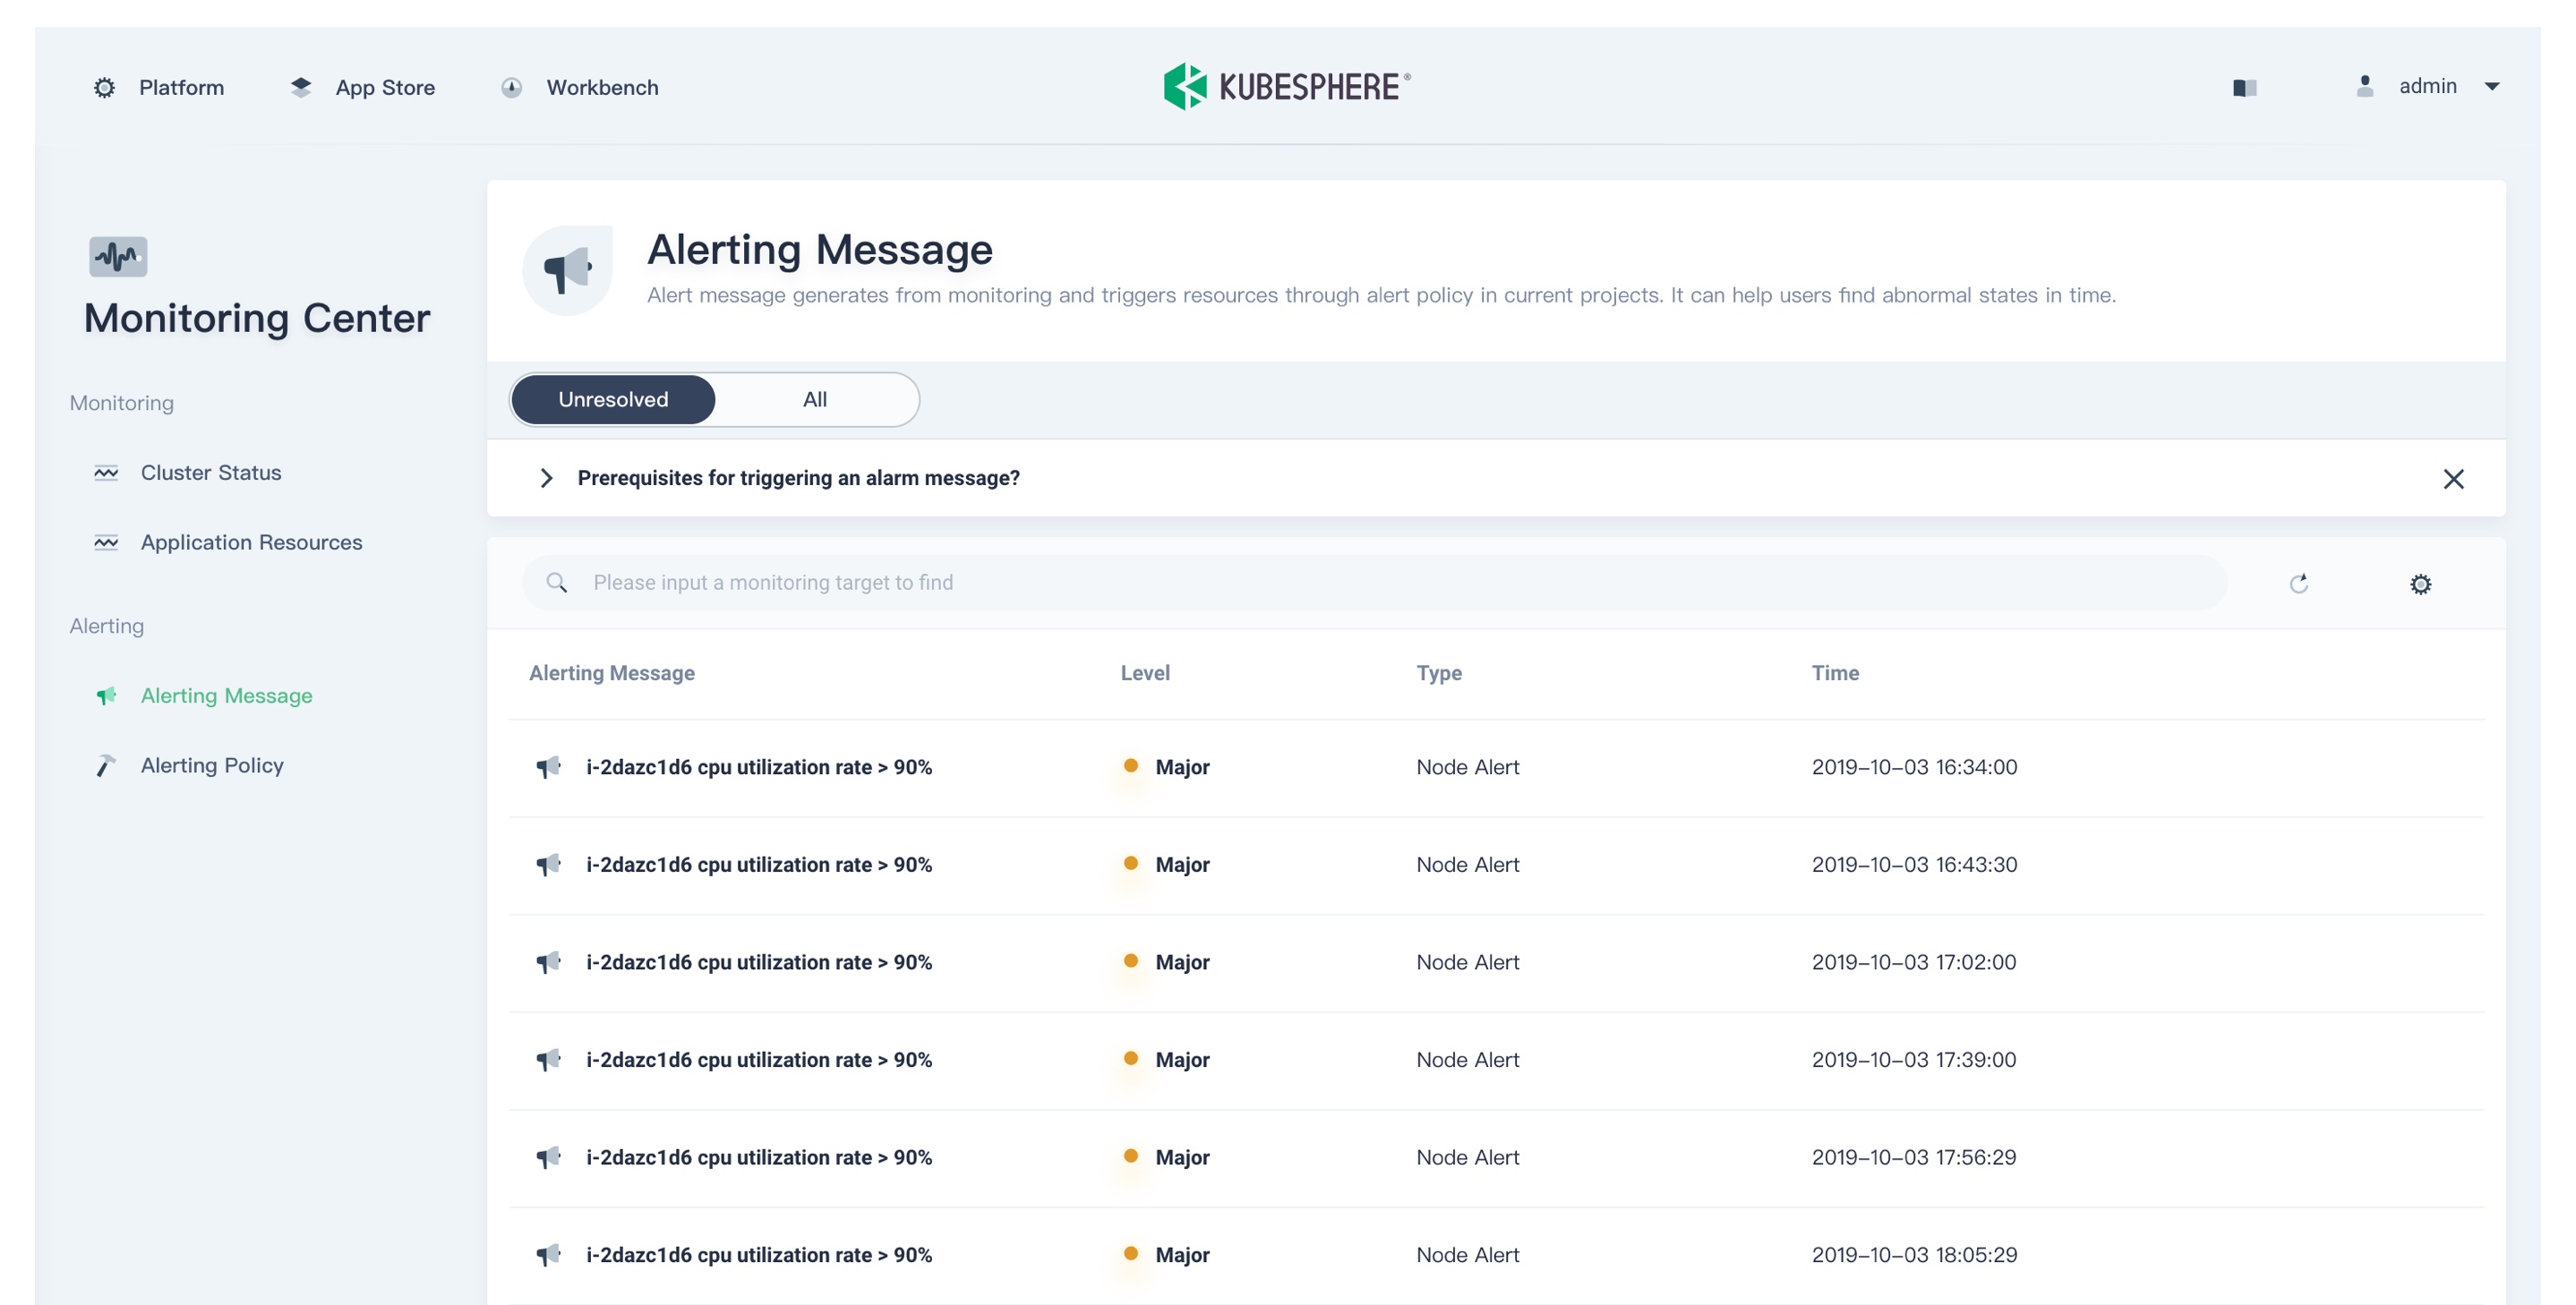 Platform App Store Workbench KUBESPHERE® admin
Monitoring Center
Monitoring
Cluster Status
Application Resources
Alerting
Alerting Message
Alerting Policy
Alerting Message
Alert message generates from monitoring and triggers resources through alert policy in current projects. It can help users find abnormal states in time.
Unresolved All
Prerequisites for triggering an alarm message?
Please input a monitoring target to find
Alerting Message Level Type Time
i-2dazc1d6 cpu utilization rate > 90% Major Node Alert 2019–10–03 16:34:00
i-2dazc1d6 cpu utilization rate > 90% Major Node Alert 2019–10–03 16:43:30
i-2dazc1d6 cpu utilization rate > 90% Major Node Alert 2019–10–03 17:02:00
i-2dazc1d6 cpu utilization rate > 90% Major Node Alert 2019–10–03 17:39:00
i-2dazc1d6 cpu utilization rate > 90% Major Node Alert 2019–10–03 17:56:29
i-2dazc1d6 cpu utilization rate > 90% Major Node Alert 2019–10–03 18:05:29